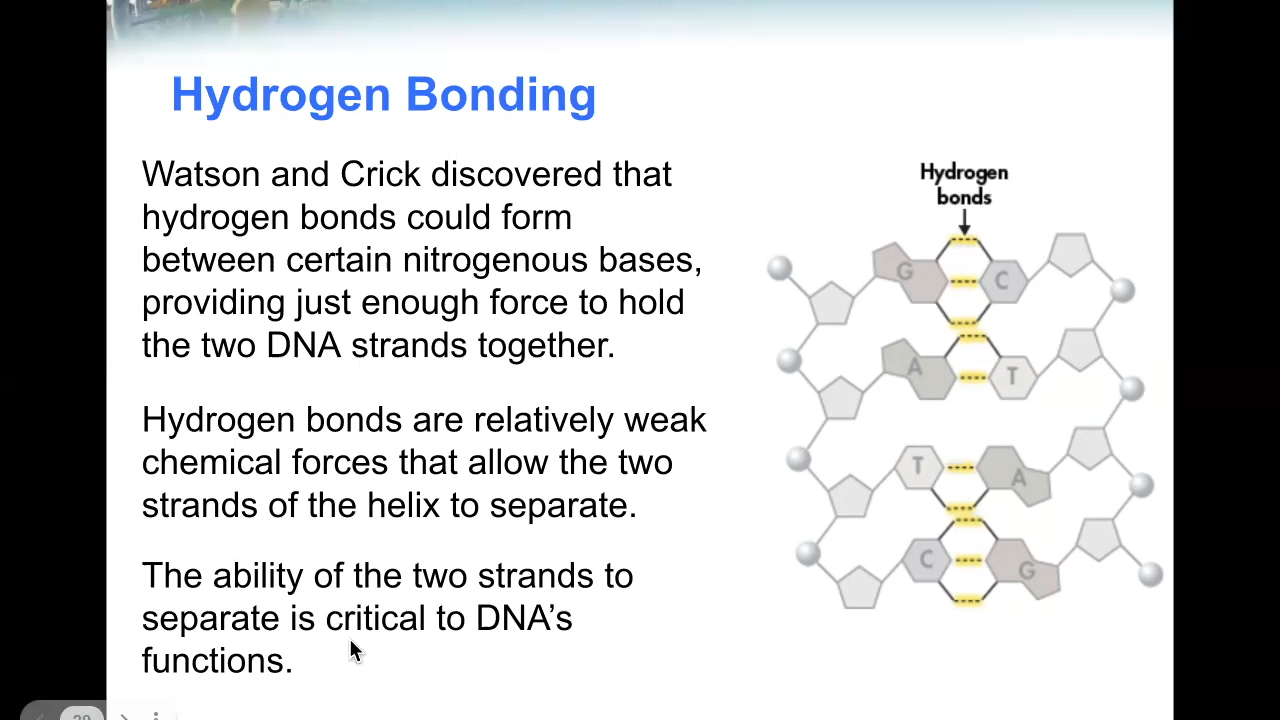 Hydrogen Bonding
Watson and Crick discovered that
hydrogen bonds could form
between certain nitrogenous bases,
providing just enough force to hold
the two DNA strands together.
Hydrogen bonds are relatively weak
chemical forces that allow the two
strands of the helix to separate.
The ability of the two strands to
separate is critical to DNA’s
functions.
Hydrogen
bonds
G C
A T
T A
C G